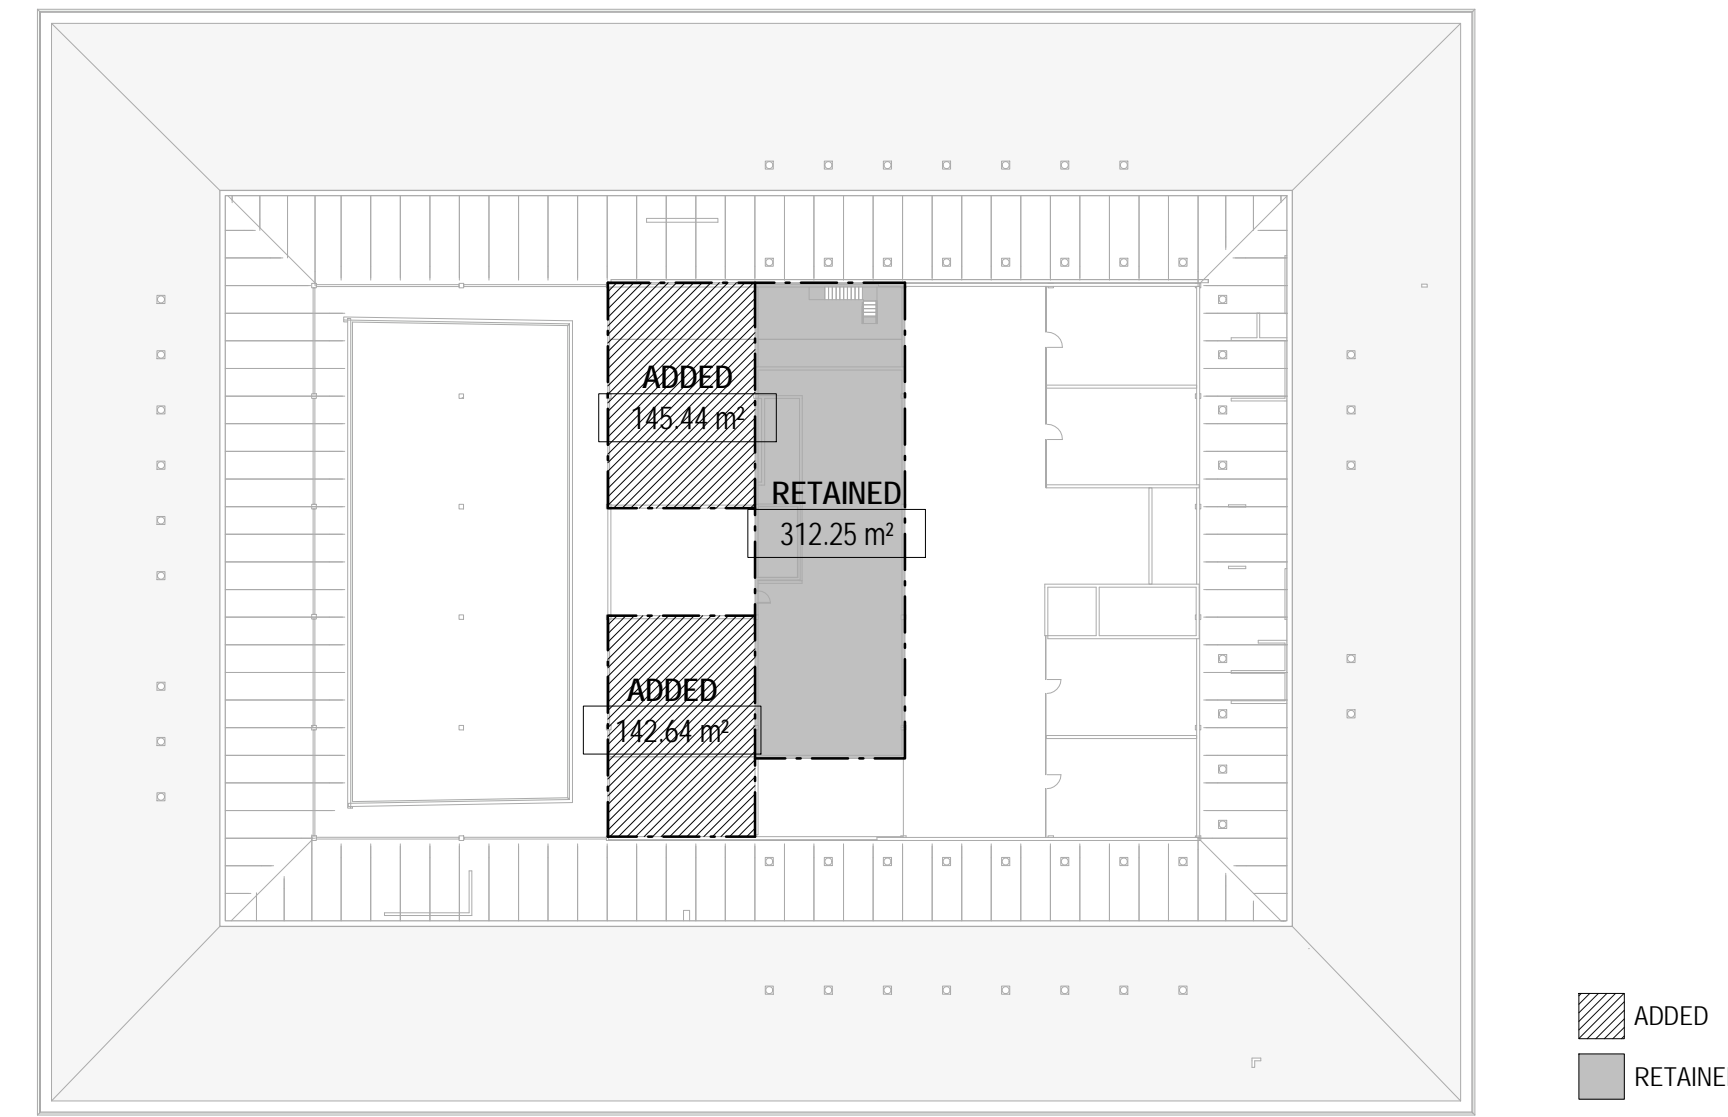 ADDED
145.44 m²
RETAINED
312.25 m²
ADDED
142.64 m²
ADDED
RETAINE